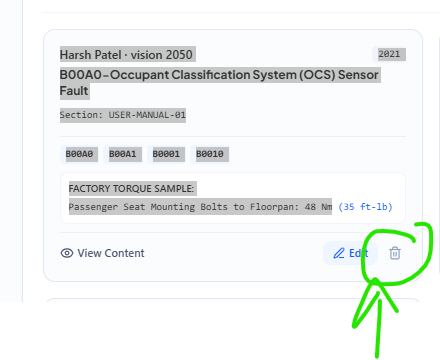 Harsh Patel · vision 2050
2021
B00A0–Occupant Classification System (OCS) Sensor
Fault
Section: USER-MANUAL-01
B00A0 B00A1 B0001 B0010
FACTORY TORQUE SAMPLE:
Passenger Seat Mounting Bolts to Floorpan: 48 Nm (35 ft-lb)
View Content
Edit